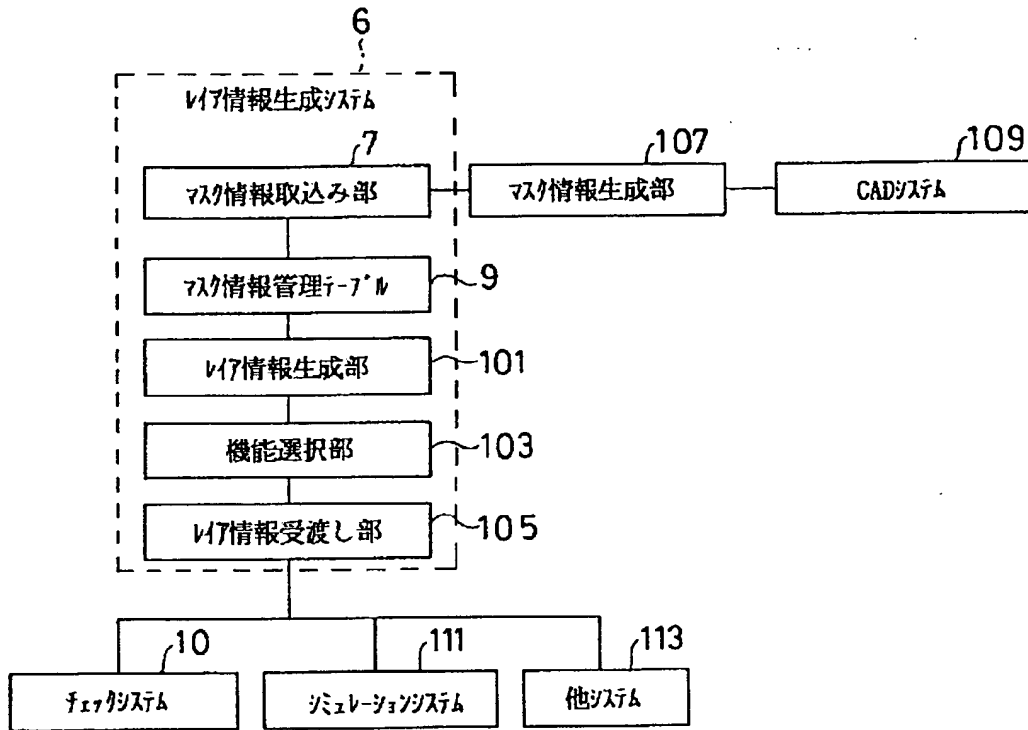 6
レイア情報生成システム
7
マスク情報取込み部
107
マスク情報生成部
109
CADシステム
マスク情報管理テーブル
9
レイア情報生成部
101
機能選択部
103
レイア情報受渡し部
105
10
チェックシステム
111
シミュレーションシステム
113
他システム